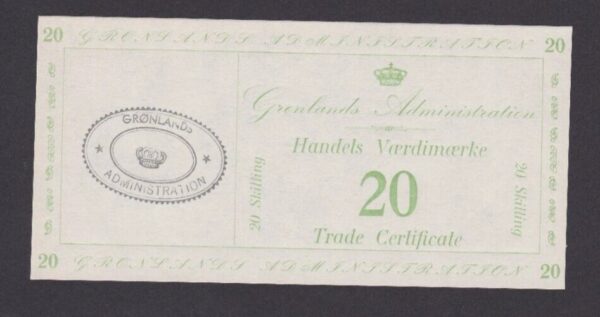 20 GRØNLANDS ADMINISTRATION 20
Grønlands Administration
GRØNLANDS
ADMINISTRATION
Handels Værdimærke
20 Skilling
20
20 Skilling
Trade Certificate
20 GRØNLANDS ADMINISTRATION 20